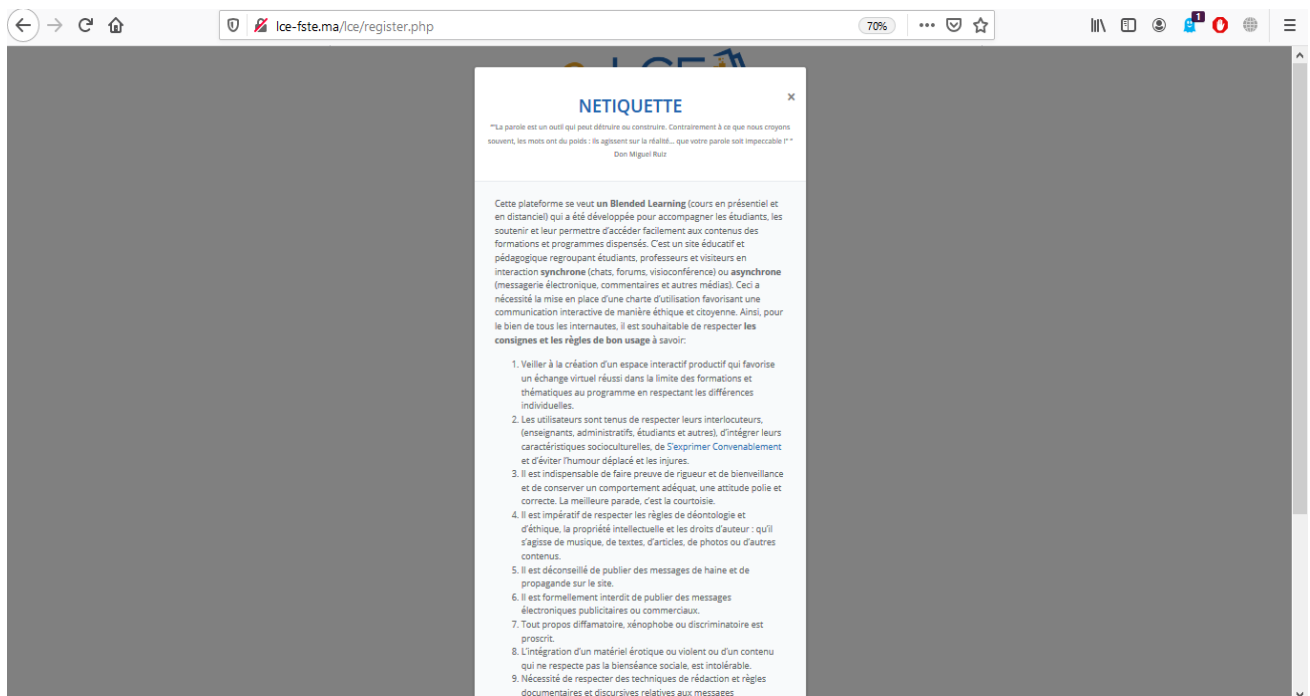 lce-fste.ma/lce/register.php
70%
1
NETIQUETTE
×
""La parole est un outil qui peut détruire ou construire. Contrairement à ce que nous croyons
souvent, les mots ont du poids : ils agissent sur la réalité... que votre parole soit impeccable !" "
Don Miguel Ruiz
Cette plateforme se veut un Blended Learning (cours en présentiel et
en distanciel) qui a été développée pour accompagner les étudiants, les
soutenir et leur permettre d'accéder facilement aux contenus des
formations et programmes dispensés. C'est un site éducatif et
pédagogique regroupant étudiants, professeurs et visiteurs en
interaction synchrone (chats, forums, visioconférence) ou asynchrone
(messagerie électronique, commentaires et autres médias). Ceci a
nécessité la mise en place d'une charte d'utilisation favorisant une
communication interactive de manière éthique et citoyenne. Ainsi, pour
le bien de tous les internautes, il est souhaitable de respecter les
consignes et les règles de bon usage à savoir:
1. Veiller à la création d'un espace interactif productif qui favorise
un échange virtuel réussi dans la limite des formations et
thématiques au programme en respectant les différences
individuelles.
2. Les utilisateurs sont tenus de respecter leurs interlocuteurs,
(enseignants, administratifs, étudiants et autres), d'intégrer leurs
caractéristiques socioculturelles, de S'exprimer Convenablement
et d'éviter l'humour déplacé et les injures.
3. Il est indispensable de faire preuve de rigueur et de bienveillance
et de conserver un comportement adéquat, une attitude polie et
correcte. La meilleure parade, c'est la courtoisie.
4. Il est impératif de respecter les règles de déontologie et
d'éthique, la propriété intellectuelle et les droits d'auteur : qu'il
s'agisse de musique, de textes, d'articles, de photos ou d'autres
contenus.
5. Il est déconseillé de publier des messages de haine et de
propagande sur le site.
6. Il est formellement interdit de publier des messages
électroniques publicitaires ou commerciaux.
7. Tout propos diffamatoire, xénophobe ou discriminatoire est
proscrit.
8. L'intégration d'un matériel érotique ou violent ou d'un contenu
qui ne respecte pas la bienséance sociale, est intolérable.
9. Nécessité de respecter des techniques de rédaction et règles
documentaires et discursives relatives aux messages